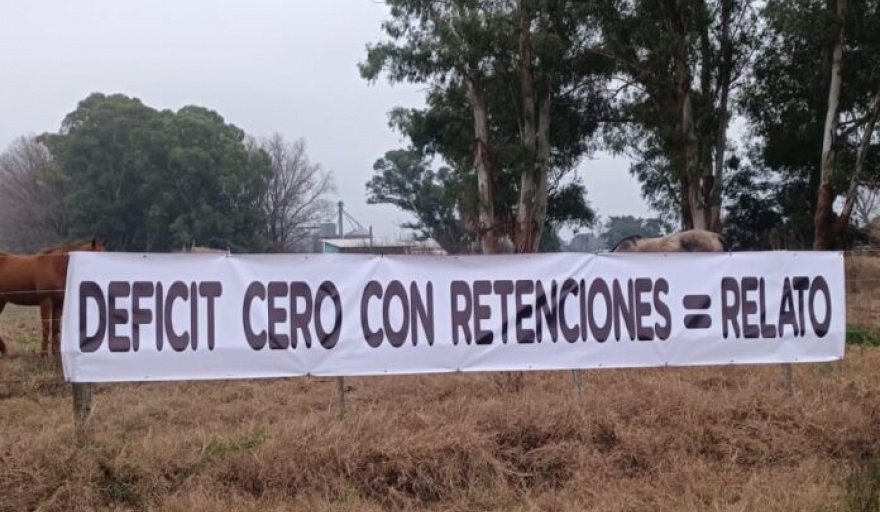 DEFICIT CERO CON RETENCIONES = RELATO